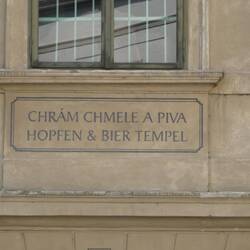 CHRÁM CHMELE A PIVA
HOPFEN & BIER TEMPEL